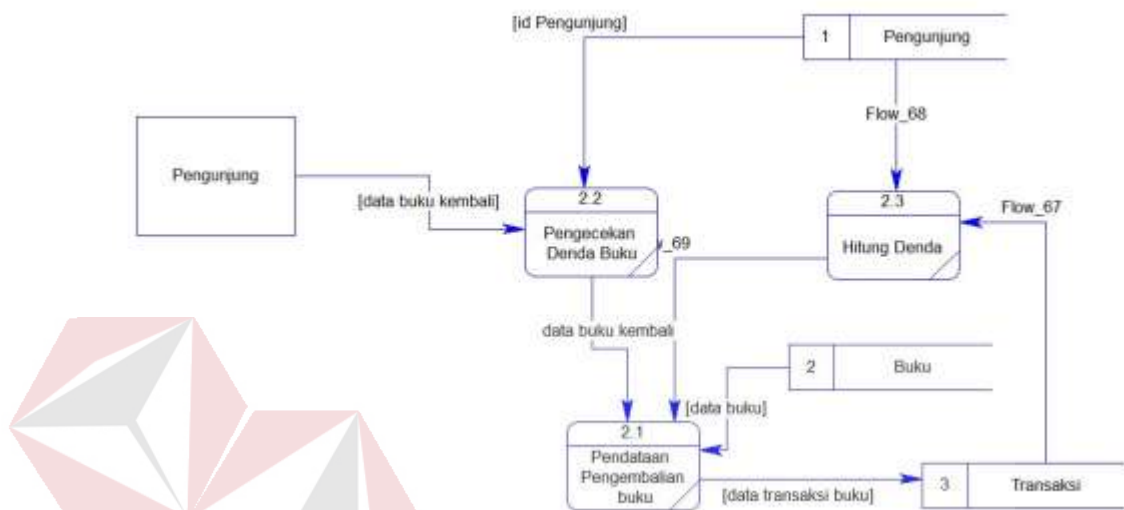 [id Pengunjung]
1
Pengunjung
Flow_68
Pengunjung
[data buku kembali]
2.2
Pengecekan
Denda Buku
_69
2.3
Hitung Denda
Flow_67
data buku kembali
2
Buku
[data buku]
2.1
Pendataan
Pengembalian
buku
[data transaksi buku]
3
Transaksi